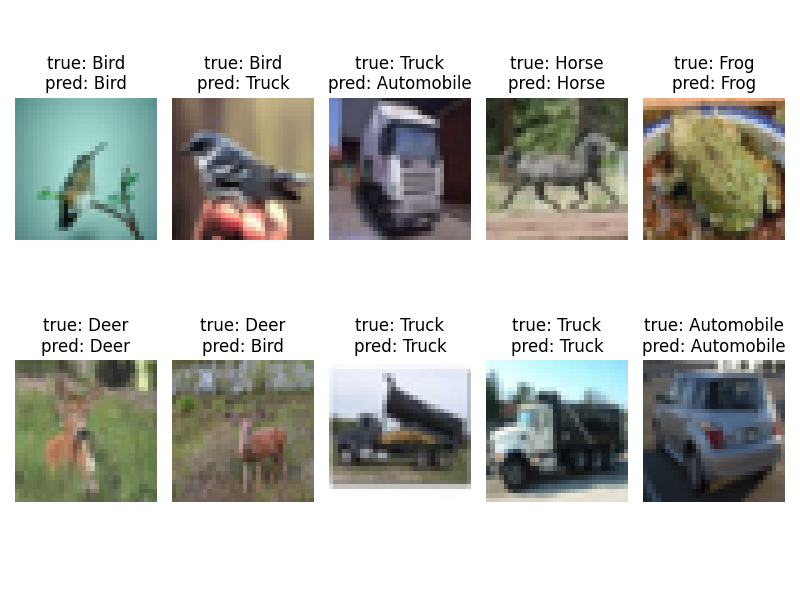 true: Bird
pred: Bird
true: Bird
pred: Truck
true: Truck
pred: Automobile
true: Horse
pred: Horse
true: Frog
pred: Frog
true: Deer
pred: Deer
true: Deer
pred: Bird
true: Truck
pred: Truck
true: Truck
pred: Truck
true: Automobile
pred: Automobile